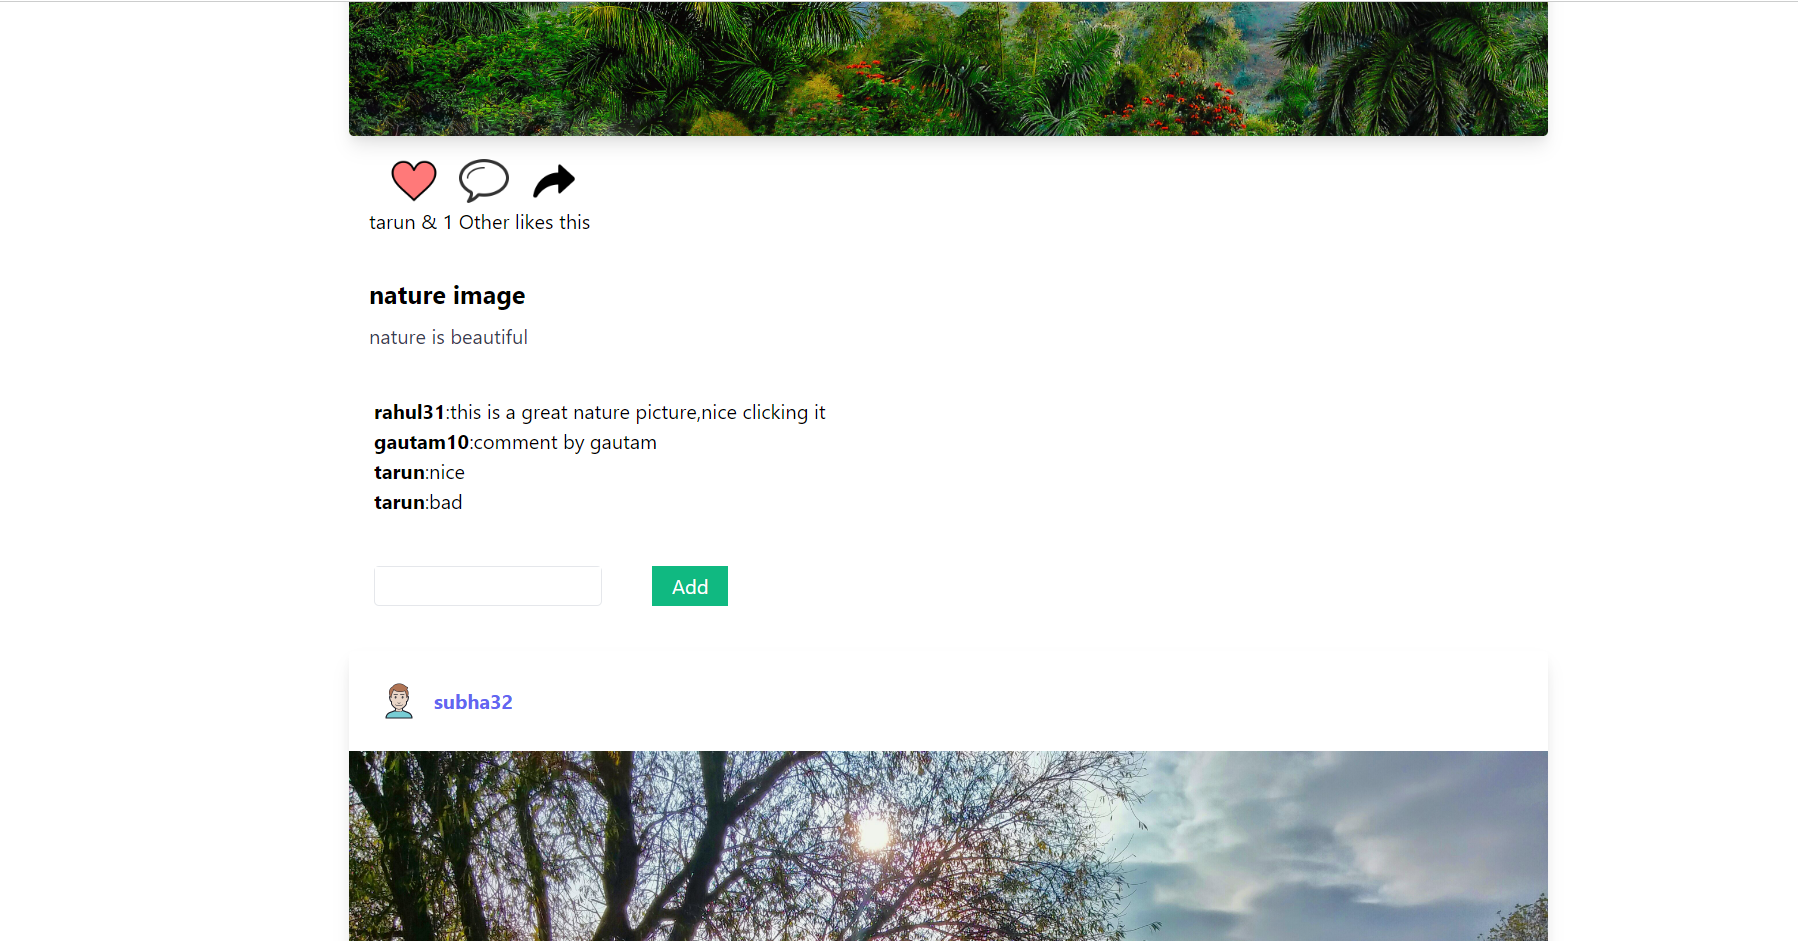 tarun & 1 Other likes this
nature image
nature is beautiful
rahul31:this is a great nature picture,nice clicking it
gautam10:comment by gautam
tarun:nice
tarun:bad
Add
subha32